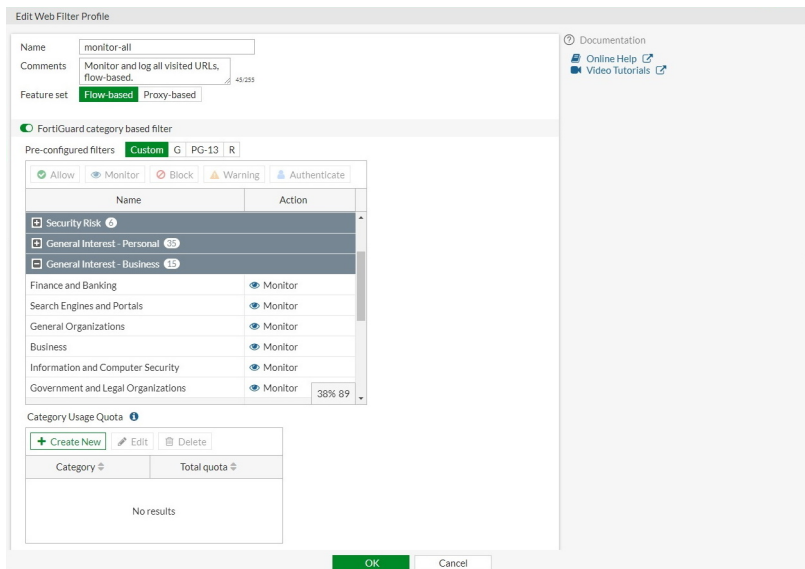 Edit Web Filter Profile
Name monitor-all
Comments Monitor and log all visited URLs,
flow-based. 45/255
Feature set Flow-based Proxy-based
FortiGuard category based filter
Pre-configured filters Custom G PG-13 R
Allow Monitor Block Warning Authenticate
Name Action
Security Risk 6
General Interest - Personal 35
General Interest - Business 15
Finance and Banking Monitor
Search Engines and Portals Monitor
General Organizations Monitor
Business Monitor
Information and Computer Security Monitor
Government and Legal Organizations Monitor
38% 89
Category Usage Quota
Create New Edit Delete
Category Total quota
No results
OK Cancel
Documentation
Online Help
Video Tutorials